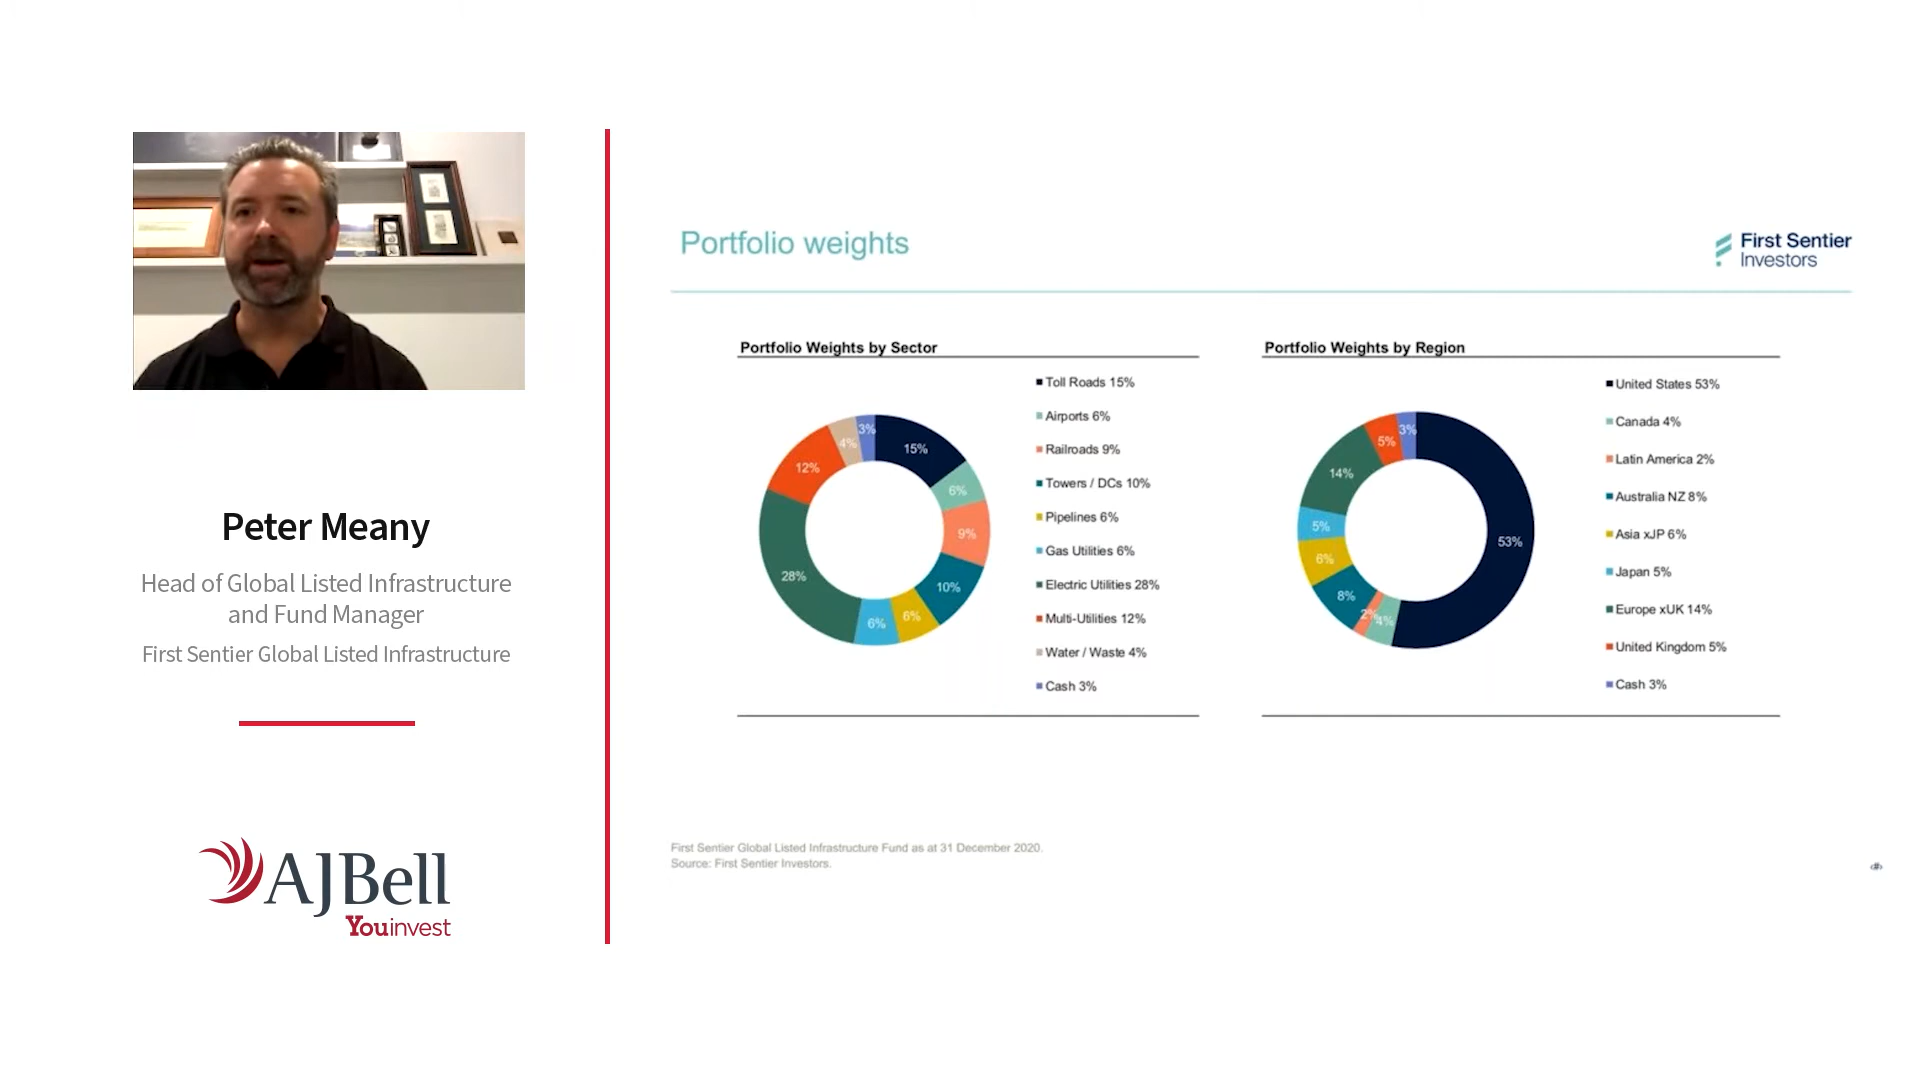 Peter Meany
Head of Global Listed Infrastructure
and Fund Manager
First Sentier Global Listed Infrastructure
AJBell
Youinvest
Portfolio weights
First Sentier
Investors
Portfolio Weights by Sector
15%
6%
9%
10%
6%
6%
28%
12%
4%
3%
Toll Roads 15%
Airports 6%
Railroads 9%
Towers / DCs 10%
Pipelines 6%
Gas Utilities 6%
Electric Utilities 28%
Multi-Utilities 12%
Water / Waste 4%
Cash 3%
Portfolio Weights by Region
53%
4%
2%
8%
6%
5%
14%
5%
3%
United States 53%
Canada 4%
Latin America 2%
Australia NZ 8%
Asia xJP 6%
Japan 5%
Europe xUK 14%
United Kingdom 5%
Cash 3%
First Sentier Global Listed Infrastructure Fund as at 31 December 2020.
Source: First Sentier Investors.
‹#›